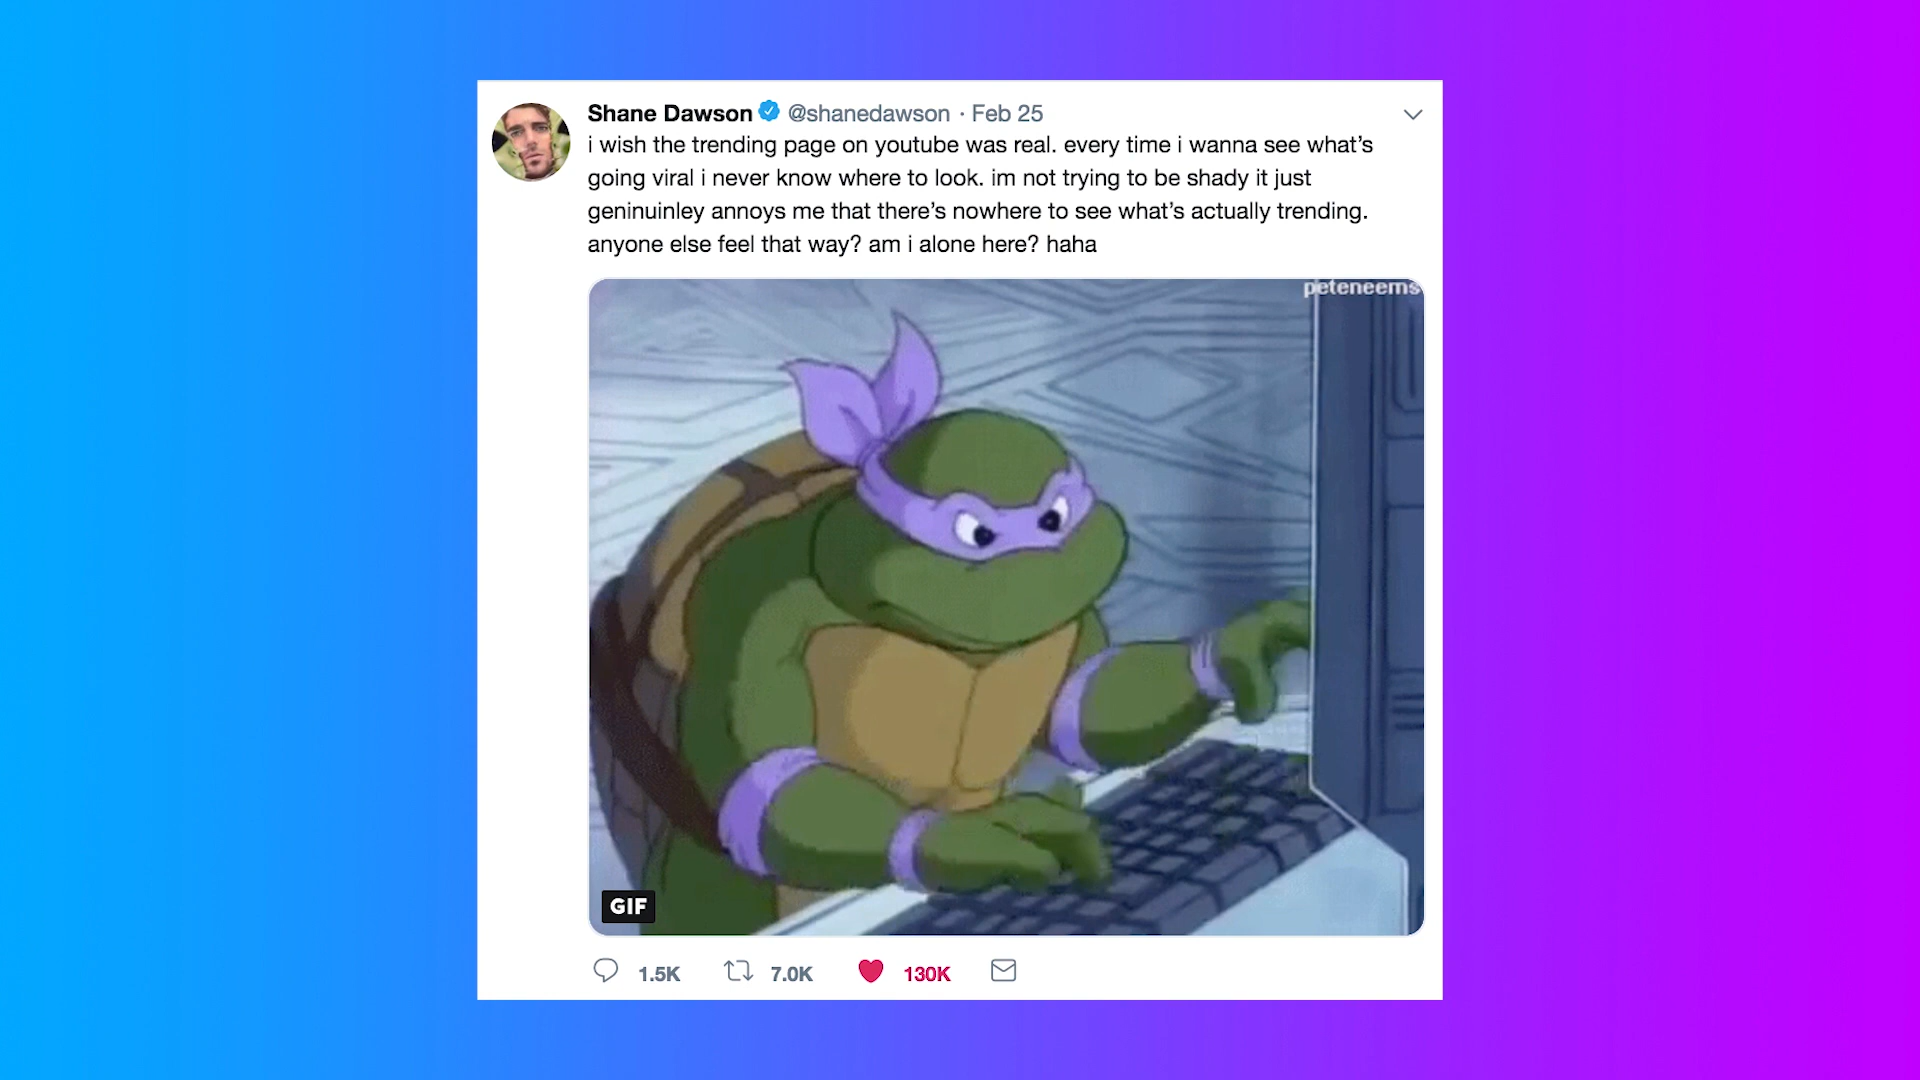 Shane Dawson @shanedawson · Feb 25
i wish the trending page on youtube was real. every time i wanna see what's
going viral i never know where to look. im not trying to be shady it just
geninuinley annoys me that there's nowhere to see what's actually trending.
anyone else feel that way? am i alone here? haha
peteneems
GIF
1.5K 7.0K 130K